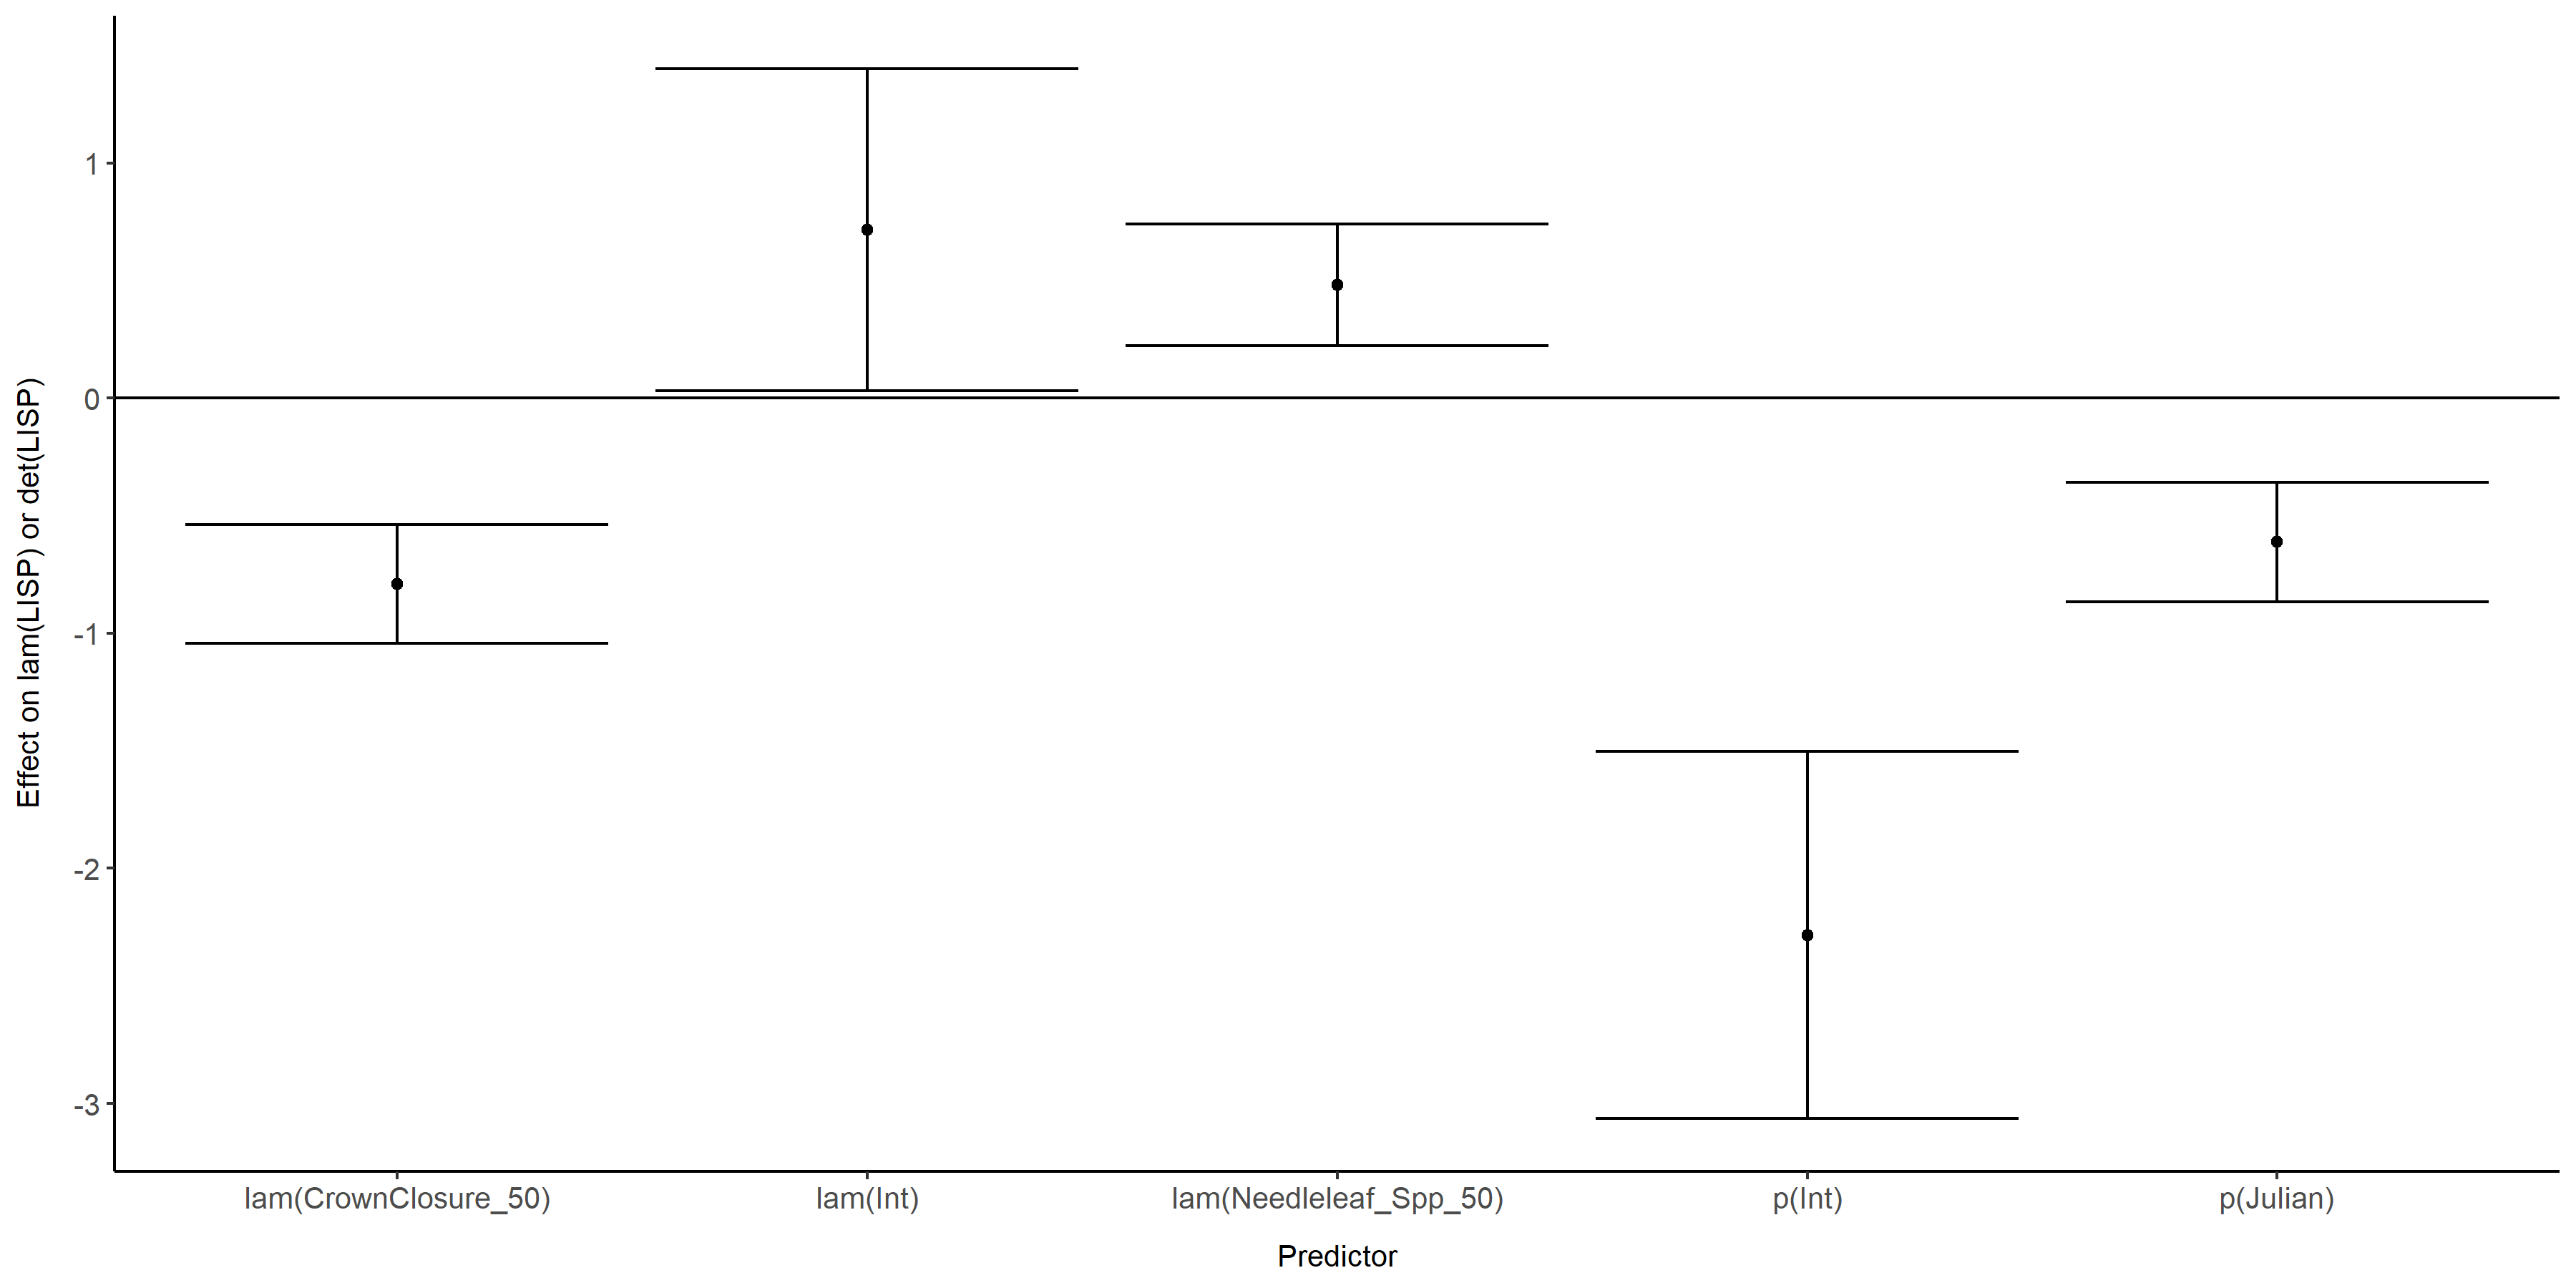 Effect on lam(LISP) or det(LISP)
1
0
-1
-2
-3
lam(CrownClosure_50)
lam(Int)
lam(Needleleaf_Spp_50)
p(Int)
p(Julian)
Predictor